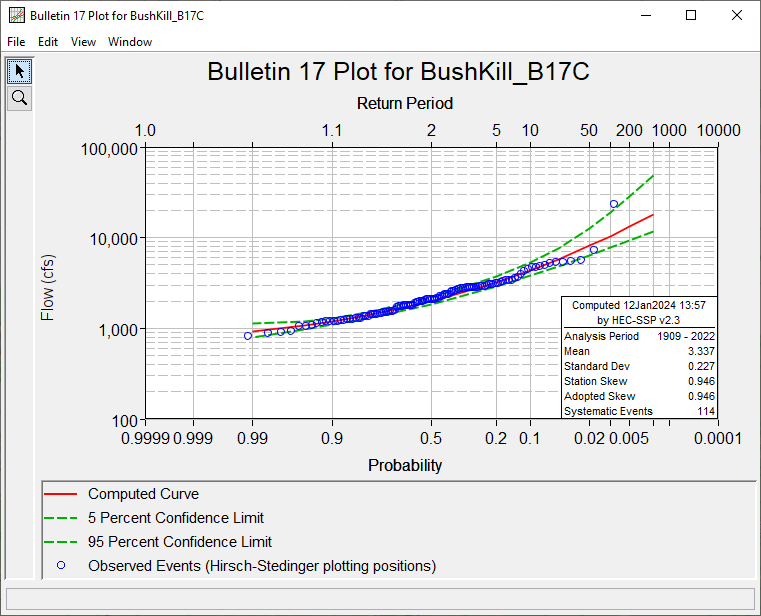 Bulletin 17 Plot for BushKill_B17C
File Edit View Window
Bulletin 17 Plot for BushKill_B17C
Return Period
1.0 1.1 2 5 10 50 200 1000 10000
100,000
10,000
1,000
100
Flow (cfs)
Computed 12Jan2024 13:57
by HEC-SSP v2.3
Analysis Period 1909 - 2022
Mean 3.337
Standard Dev 0.227
Station Skew 0.946
Adopted Skew 0.946
Systematic Events 114
0.9999 0.999 0.99 0.9 0.5 0.2 0.1 0.02 0.005 0.0001
Probability
Computed Curve
5 Percent Confidence Limit
95 Percent Confidence Limit
Observed Events (Hirsch-Stedinger plotting positions)